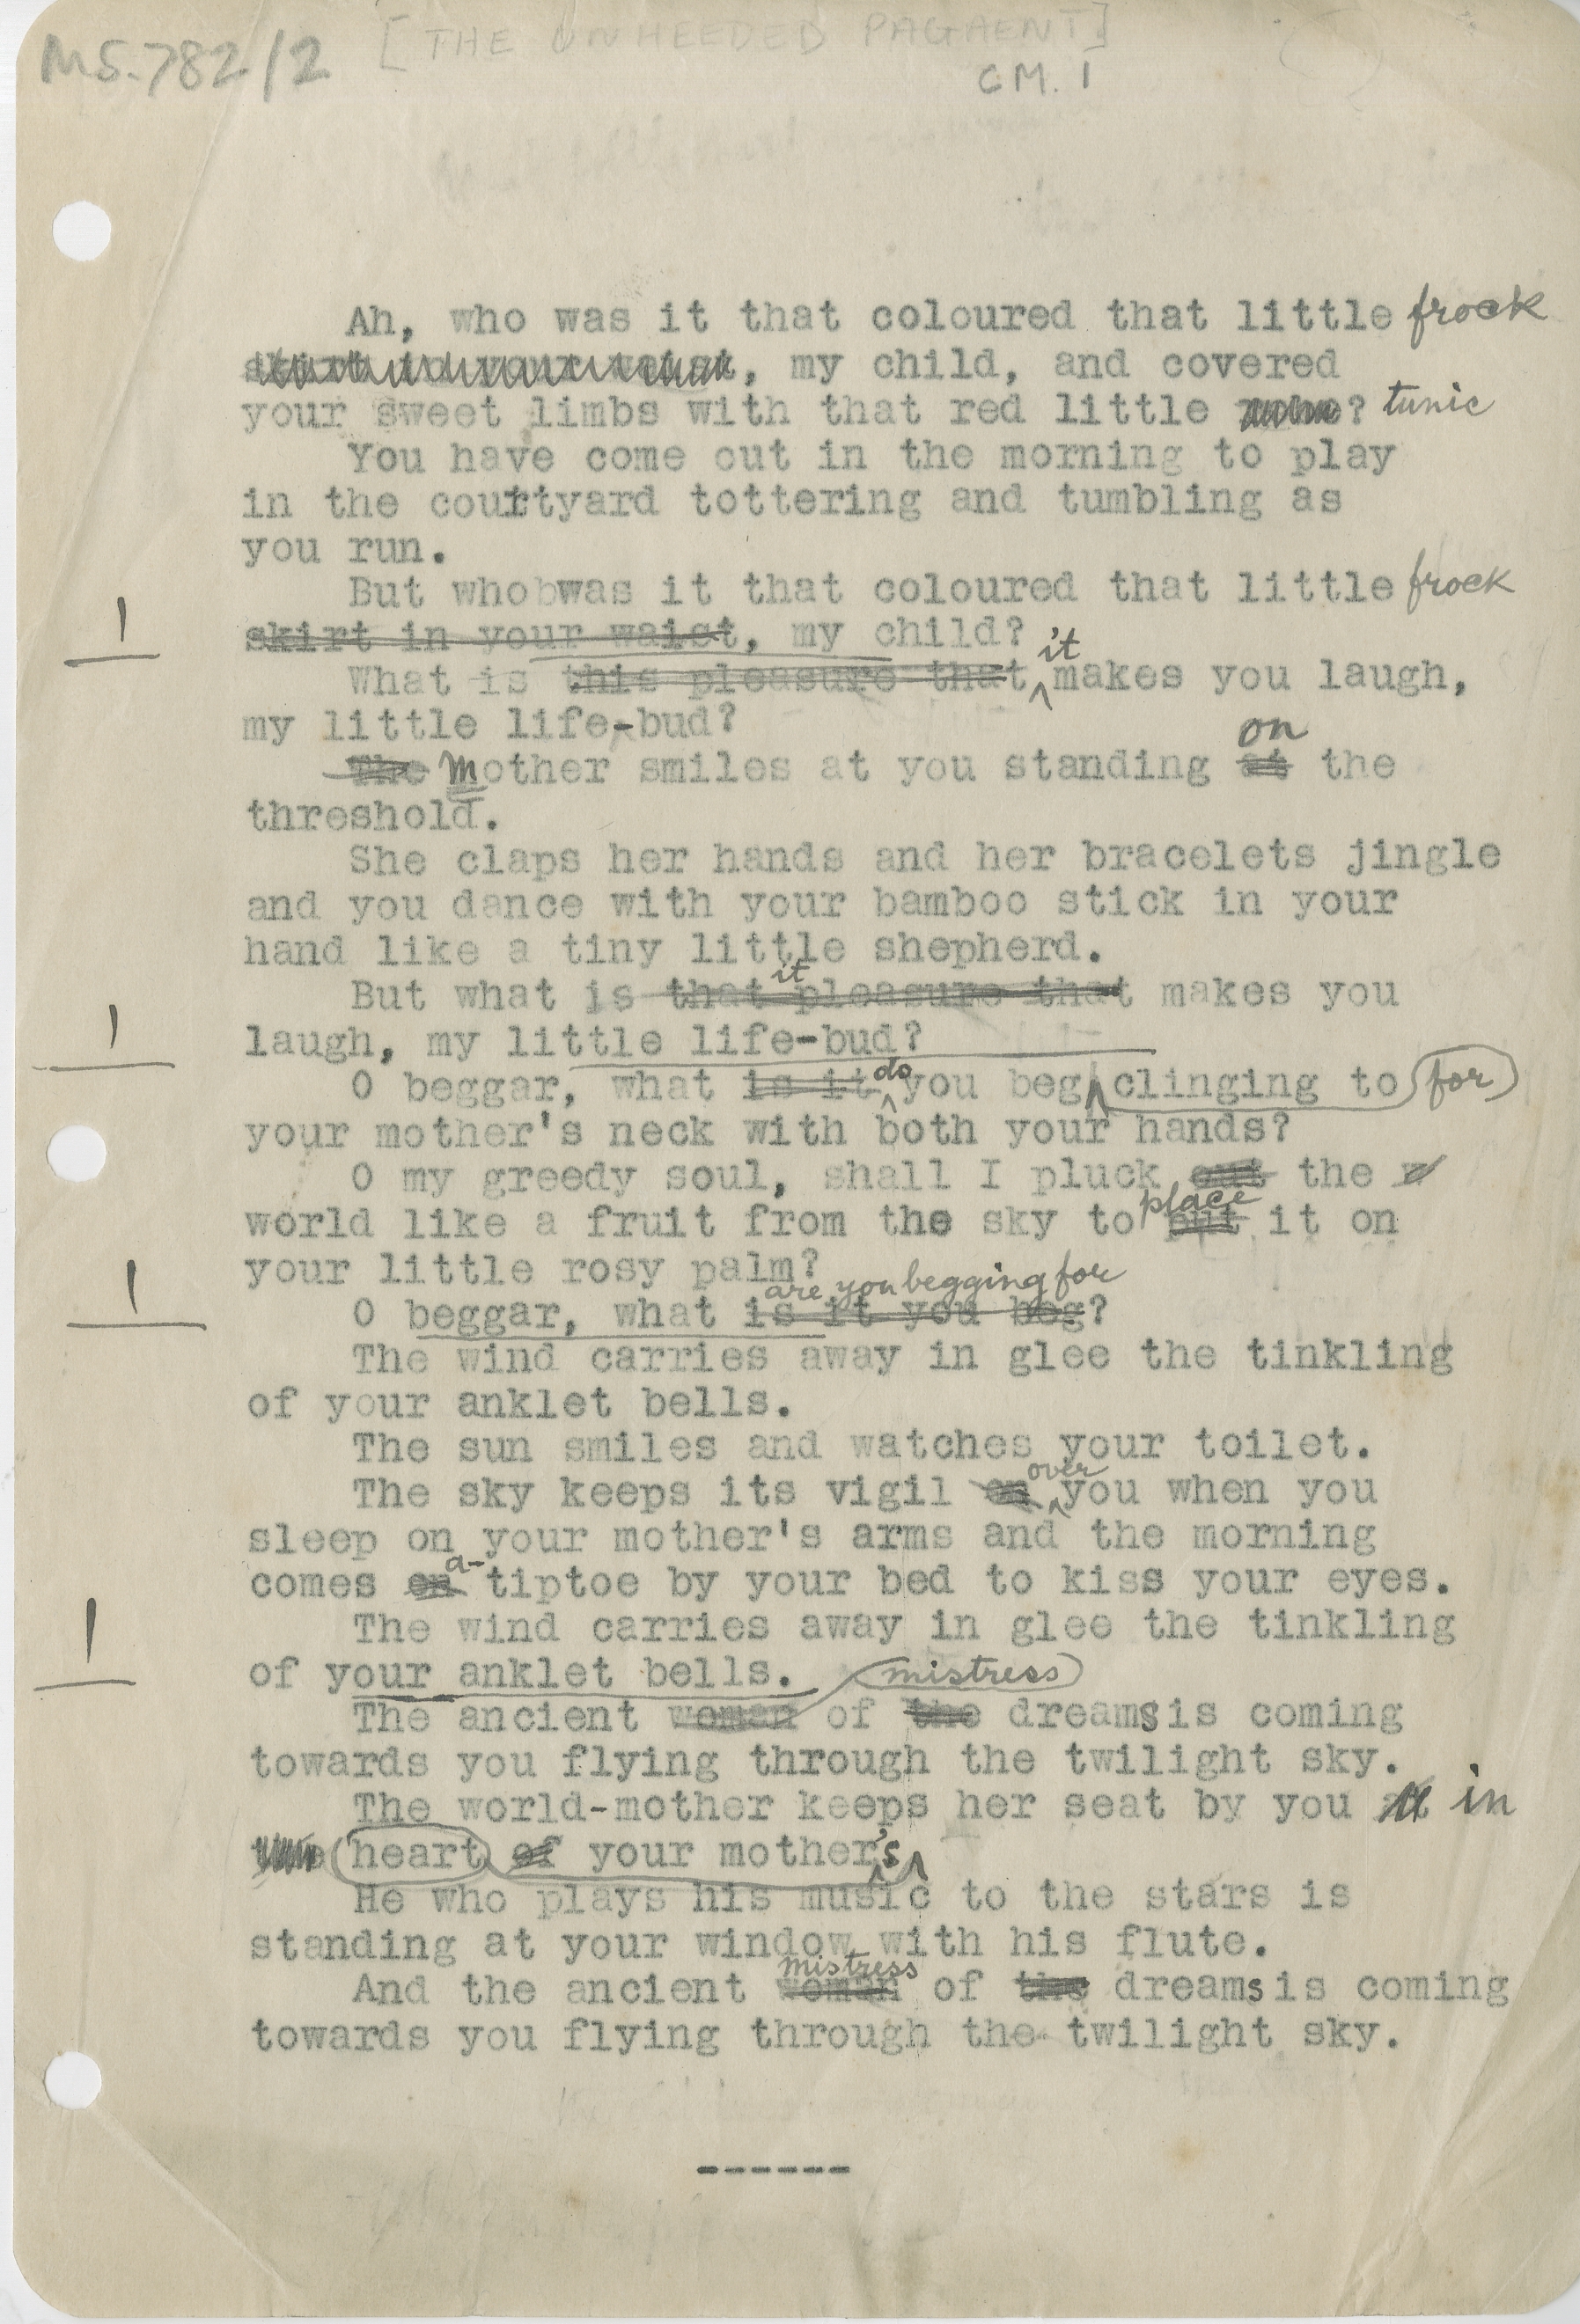 MS.782/2 [THE UNHEEDED PAGAENT]
CM. 1
Ah, who was it that coloured that little frock
, my child, and covered
your sweet limbs with that red little ? tunic
You have come out in the morning to play
in the courtyard tottering and tumbling as
you run.
But whobwas it that coloured that little frock
skirt in your waist, my child?
it
What is this pleasure that makes you laugh,
my little life-bud?
on
The Mother smiles at you standing at the
threshold.
She claps her hands and her bracelets jingle
and you dance with your bamboo stick in your
hand like a tiny little shepherd.
it
But what is that pleasure that makes you
laugh, my little life-bud?
do
O beggar, what is it you beg clinging to for
your mother's neck with both your hands?
O my greedy soul, shall I pluck out the w
place
world like a fruit from the sky to put it on
your little rosy palm?
are you begging for
O beggar, what is it you beg?
The wind carries away in glee the tinkling
of your anklet bells.
The sun smiles and watches your toilet.
over
The sky keeps its vigil on you when you
sleep on your mother's arms and the morning
a-
comes on tiptoe by your bed to kiss your eyes.
The wind carries away in glee the tinkling
of your anklet bells.
mistress
The ancient woman of the dreams is coming
towards you flying through the twilight sky.
The world-mother keeps her seat by you at in
the heart of your mother's
He who plays his music to the stars is
standing at your window with his flute.
mistress
And the ancient woman of the dreams is coming
towards you flying through the twilight sky.
------